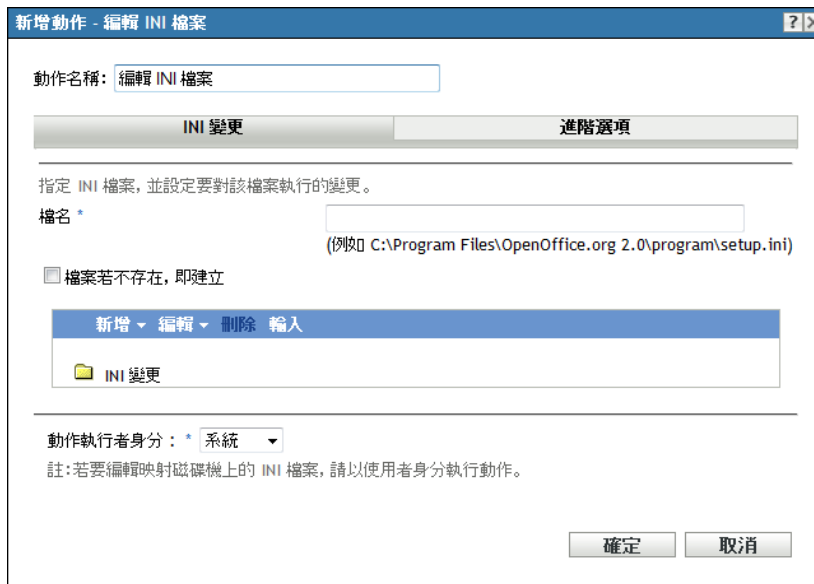 新增動作 - 編輯 INI 檔案 ?
動作名稱: 編輯 INI 檔案
INI 變更 進階選項
指定 INI 檔案, 並設定要對該檔案執行的變更。
檔名 *
(例如 C:\Program Files\OpenOffice.org 2.0\program\setup.ini)
檔案若不存在, 即建立
新增 編輯 刪除 輸入
INI 變更
動作執行者身分: * 系統
註:若要編輯映射磁碟機上的 INI 檔案, 請以使用者身分執行動作。
確定 取消